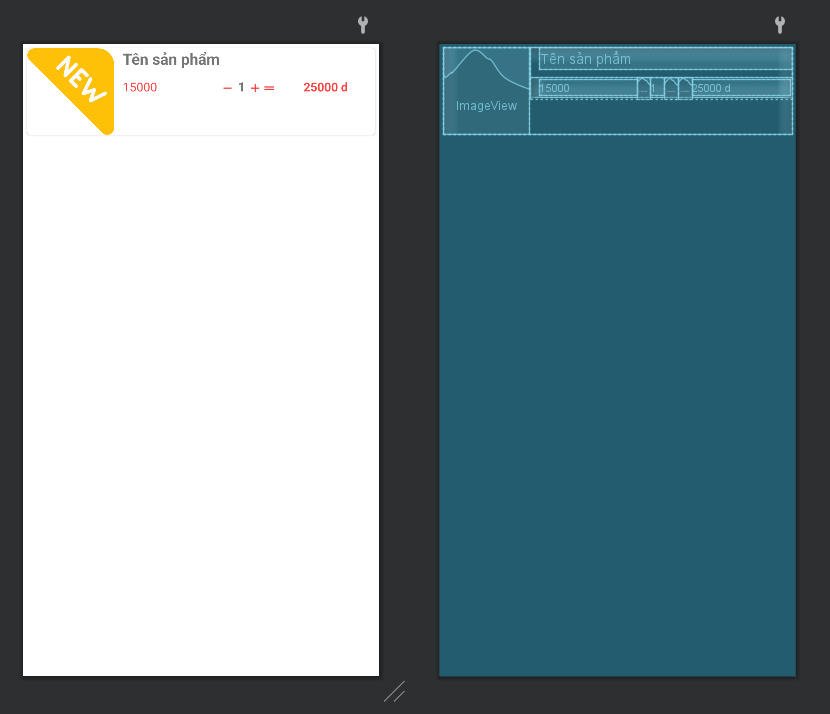 NEW
Tên sản phẩm
15000 − 1 + = 25000 d
ImageView
Tên sản phẩm
15000 ... 1 ... ... 25000 d